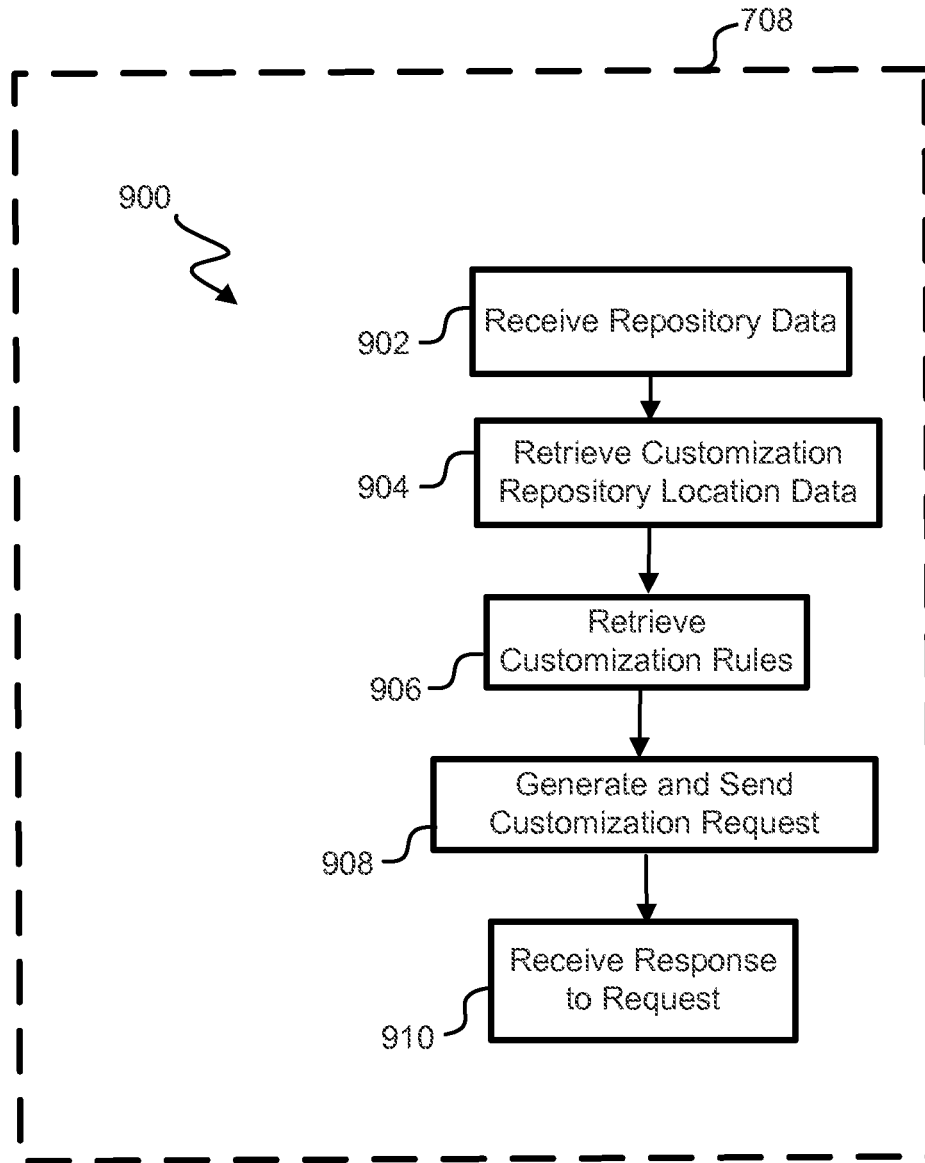 708
900
Receive Repository Data
902
Retrieve Customization
Repository Location Data
904
Retrieve
Customization Rules
906
Generate and Send
Customization Request
908
Receive Response
to Request
910